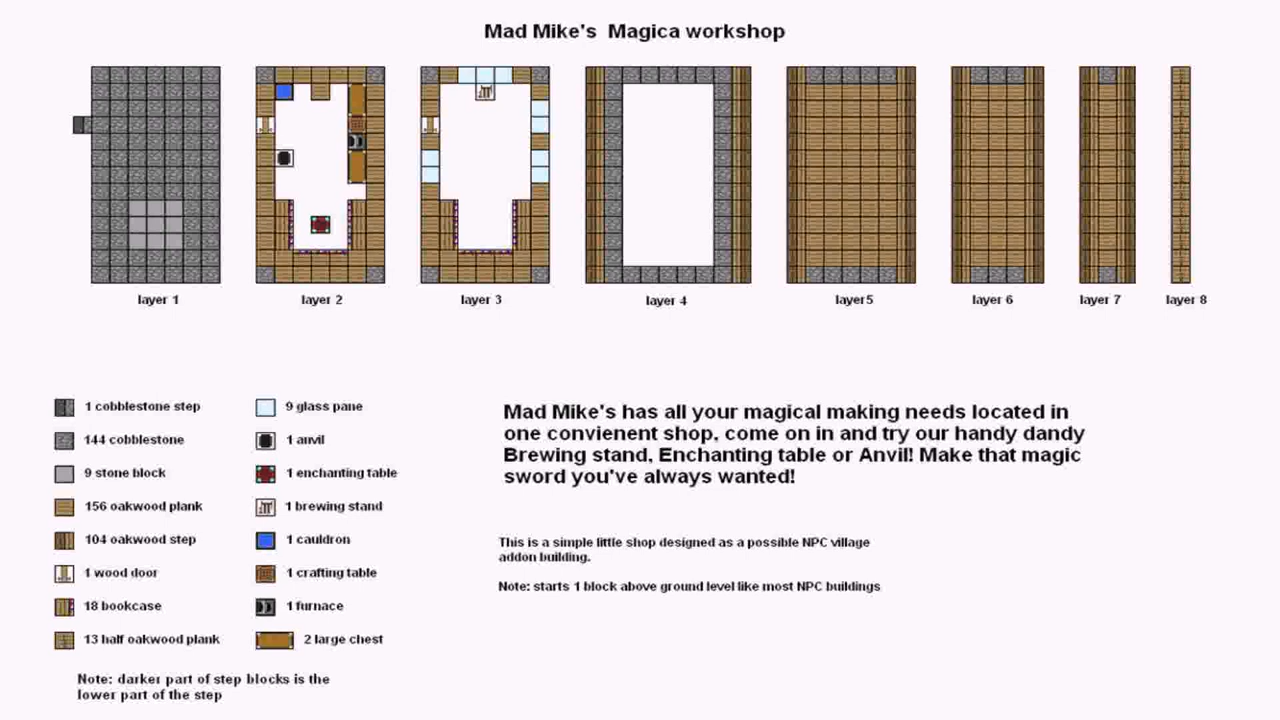 Mad Mike's Magica workshop
layer 1
layer 2
layer 3
layer 4
layer5
layer 6
layer 7
layer 8
1 cobblestone step
144 cobblestone
9 stone block
156 oakwood plank
104 oakwood step
1 wood door
18 bookcase
13 half oakwood plank
9 glass pane
1 anvil
1 enchanting table
1 brewing stand
1 cauldron
1 crafting table
1 furnace
2 large chest
Note: darker part of step blocks is the
lower part of the step
Mad Mike's has all your magical making needs located in
one convienent shop, come on in and try our handy dandy
Brewing stand, Enchanting table or Anvil! Make that magic
sword you've always wanted!
This is a simple little shop designed as a possible NPC village
addon building.
Note: starts 1 block above ground level like most NPC buildings